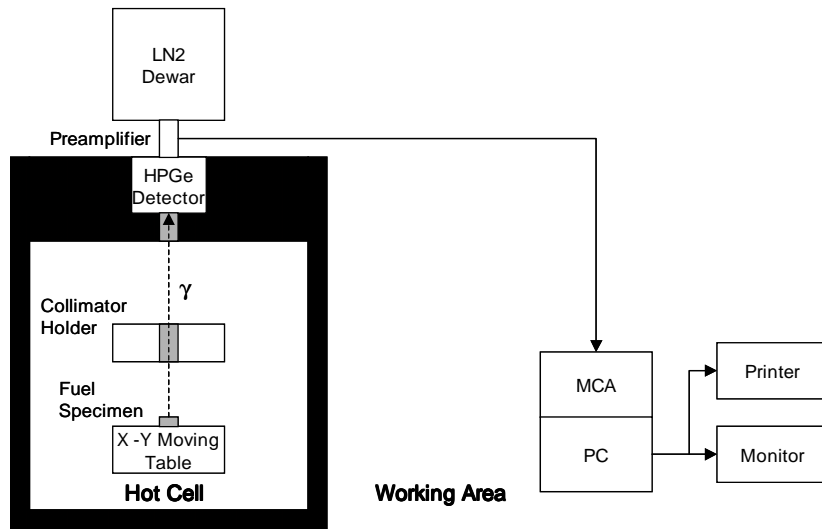 LN2
Dewar
Preamplifier
HPGe
Detector
γ
Collimator
Holder
Fuel
Specimen
X -Y Moving
Table
Hot Cell
Working Area
MCA
PC
Printer
Monitor